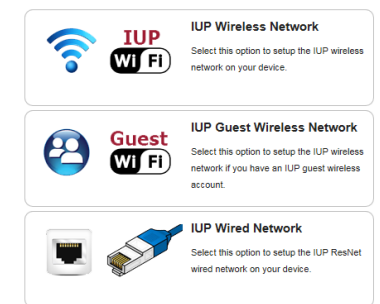 IUP
Wi Fi
IUP Wireless Network
Select this option to setup the IUP wireless
network on your device.
Guest
Wi Fi
IUP Guest Wireless Network
Select this option to setup the IUP wireless
network if you have an IUP guest wireless
account.
IUP Wired Network
Select this option to setup the IUP ResNet
wired network on your device.